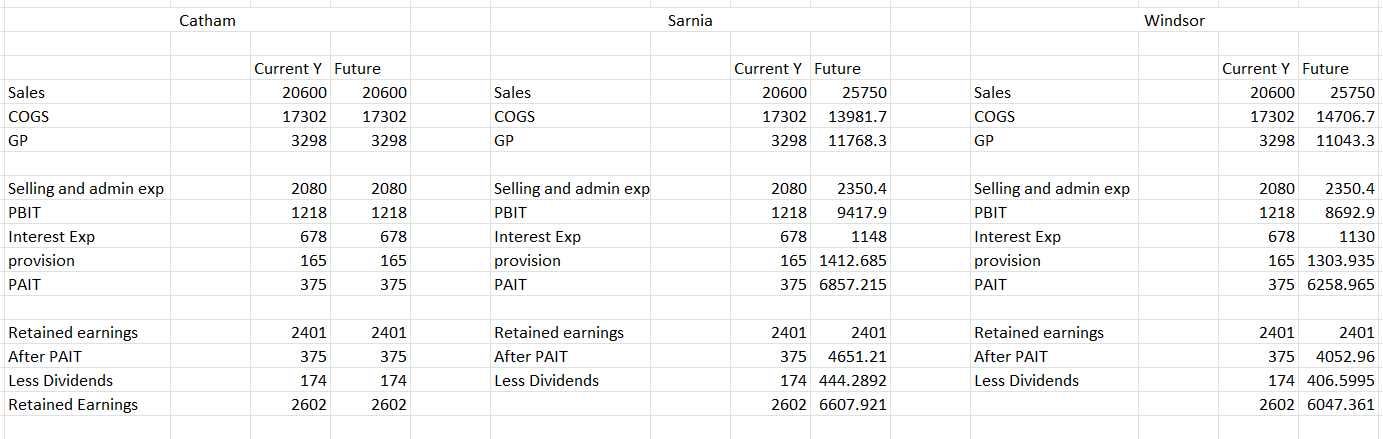 Catham Sarnia Windsor
Current Y Future Current Y Future Current Y Future
Sales 20600 20600 Sales 20600 25750 Sales 20600 25750
COGS 17302 17302 COGS 17302 13981.7 COGS 17302 14706.7
GP 3298 3298 GP 3298 11768.3 GP 3298 11043.3
Selling and admin exp 2080 2080 Selling and admin exp 2080 2350.4 Selling and admin exp 2080 2350.4
PBIT 1218 1218 PBIT 1218 9417.9 PBIT 1218 8692.9
Interest Exp 678 678 Interest Exp 678 1148 Interest Exp 678 1130
provision 165 165 provision 165 1412.685 provision 165 1303.935
PAIT 375 375 PAIT 375 6857.215 PAIT 375 6258.965
Retained earnings 2401 2401 Retained earnings 2401 2401 Retained earnings 2401 2401
After PAIT 375 375 After PAIT 375 4651.21 After PAIT 375 4052.96
Less Dividends 174 174 Less Dividends 174 444.2892 Less Dividends 174 406.5995
Retained Earnings 2602 2602 2602 6607.921 2602 6047.361